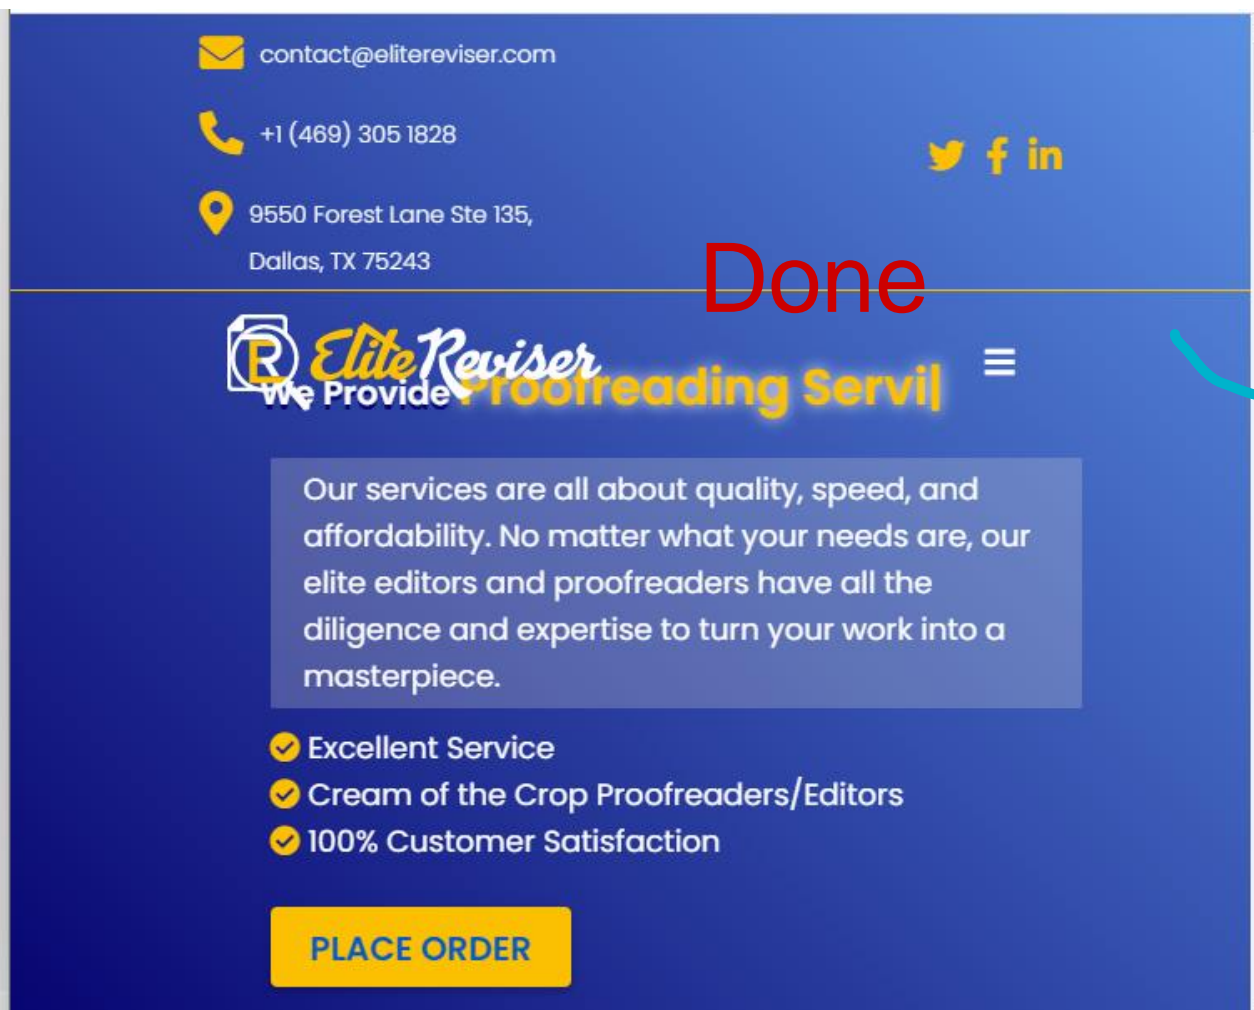 contact@elitereviser.com
+1 (469) 305 1828
9550 Forest Lane Ste 135,
Dallas, TX 75243
Done
Elite Reviser
We Provide Proofreading Servi
Our services are all about quality, speed, and
affordability. No matter what your needs are, our
elite editors and proofreaders have all the
diligence and expertise to turn your work into a
masterpiece.
Excellent Service
Cream of the Crop Proofreaders/Editors
100% Customer Satisfaction
PLACE ORDER